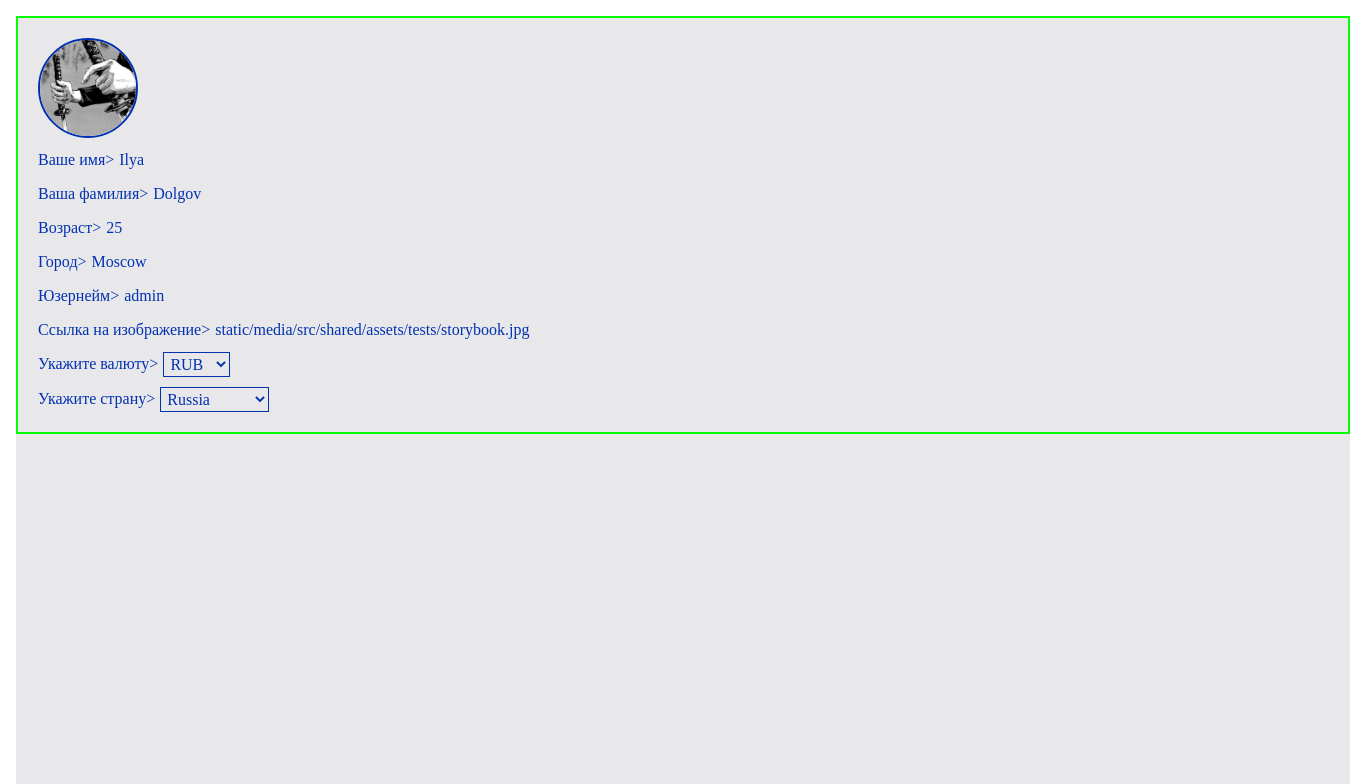 Ваше имя> Ilya
Ваша фамилия> Dolgov
Возраст> 25
Город> Moscow
Юзернейм> admin
Ссылка на изображение> static/media/src/shared/assets/tests/storybook.jpg
Укажите валюту> RUB
Укажите страну> Russia